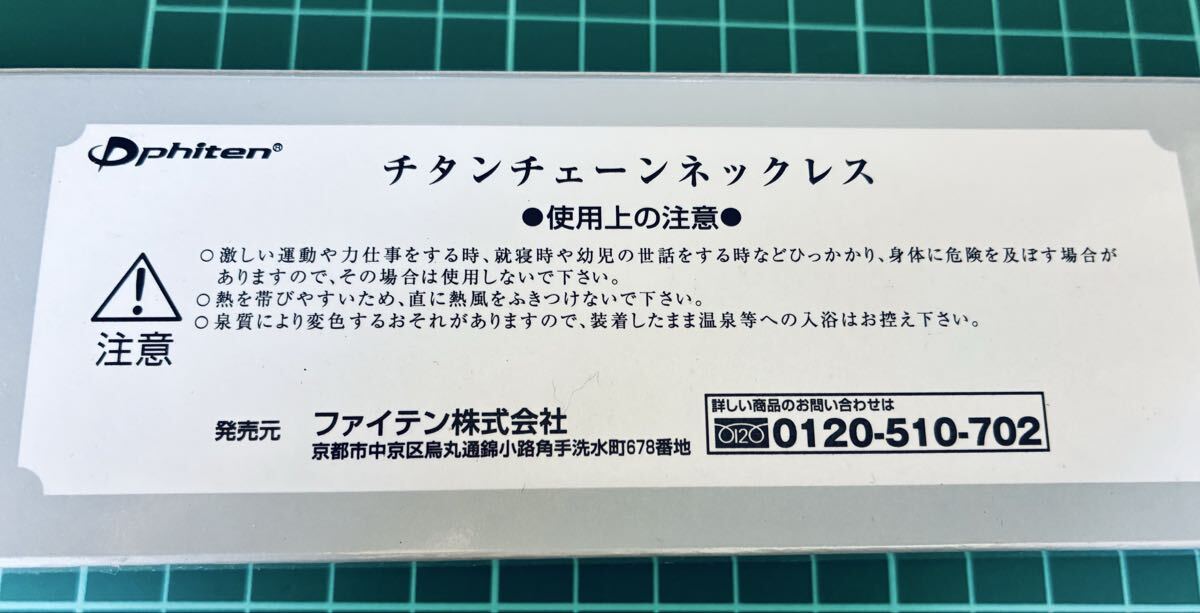 phiten®
チタンチェーンネックレス
●使用上の注意●
○激しい運動や力仕事をする時、就寝時や幼児の世話をする時などひっかかり、身体に危険を及ぼす場合が
ありますので、その場合は使用しないで下さい。
○熱を帯びやすいため、直に熱風をふきつけないで下さい。
○泉質により変色するおそれがありますので、装着したまま温泉等への入浴はお控え下さい。
注意
発売元 ファイテン株式会社
京都市中京区烏丸通錦小路角手洗水町678番地
詳しい商品のお問い合わせは
0120 0120-510-702